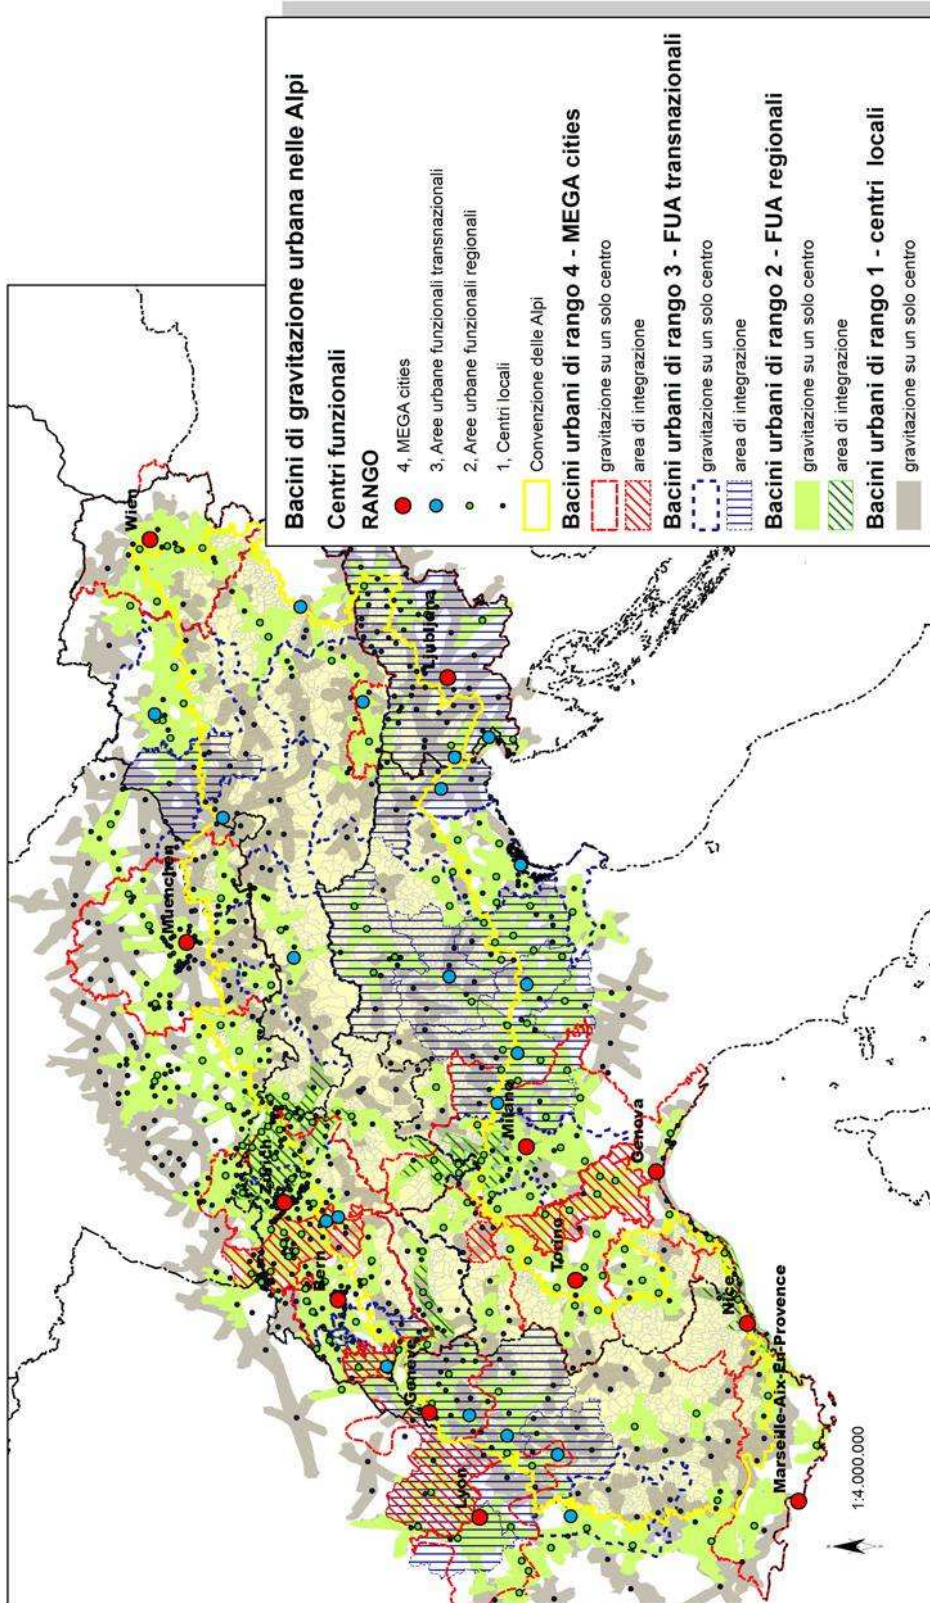 Bacini di gravitazione urbana nelle Alpi
Centri funzionali
RANGO
4, MEGA cities
3, Aree urbane funzionali transnazionali
2, Aree urbane funzionali regionali
1, Centri locali
Convenzione delle Alpi
Bacini urbani di rango 4 - MEGA cities
gravitazione su un solo centro
area di integrazione
Bacini urbani di rango 3 - FUA transnazionali
gravitazione su un solo centro
area di integrazione
Bacini urbani di rango 2 - FUA regionali
gravitazione su un solo centro
area di integrazione
Bacini urbani di rango 1 - centri locali
gravitazione su un solo centro
Wien
Muenchen
Zürich
Bern
Ljubljana
Geneve
Milano
Lyon
Torino
Genova
Nice
Marseille-Aix-En-Provence
1:4.000.000